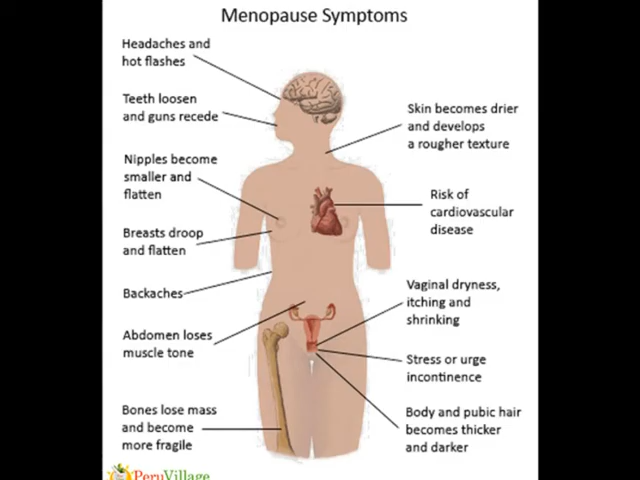 Menopause Symptoms
Headaches and
hot flashes
Teeth loosen
and guns recede
Nipples become
smaller and
flatten
Breasts droop
and flatten
Backaches
Abdomen loses
muscle tone
Bones lose mass
and become
more fragile
Skin becomes drier
and develops
a rougher texture
Risk of
cardiovascular
disease
Vaginal dryness,
itching and
shrinking
Stress or urge
incontinence
Body and pubic hair
becomes thicker
and darker
PeruVillage